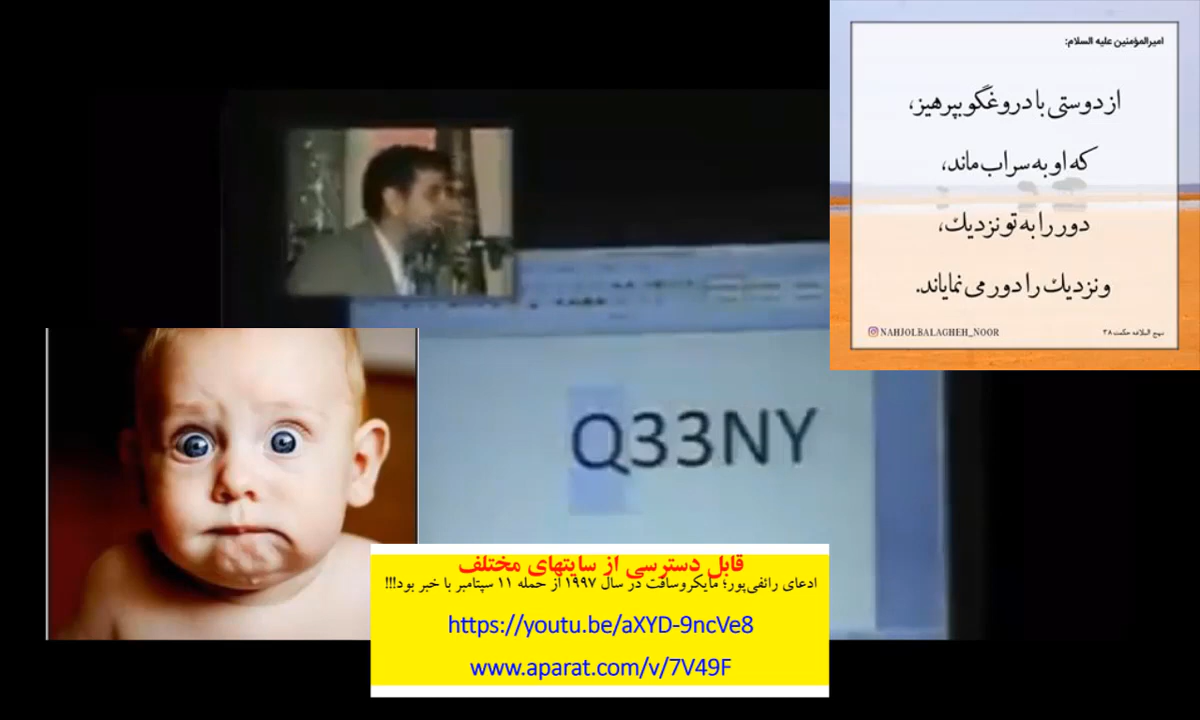 امیرالمؤمنین علیه السلام:
از دوستی با دروغگو بپرهیز،
که او به سراب ماند،
دور را به تو نزدیك،
و نزدیك را دور می نمایاند.
NAHJOLBALAGHEH_NOOR
نهج البلاغه حکمت ۳۸
Q33NY
قابل دسترسی از سایتهای مختلف
ادعای رائفی‌پور؛ مایکروسافت در سال ۱۹۹۷ از حمله ۱۱ سپتامبر با خبر بود!!!
https://youtu.be/aXYD-9ncVe8
www.aparat.com/v/7V49F